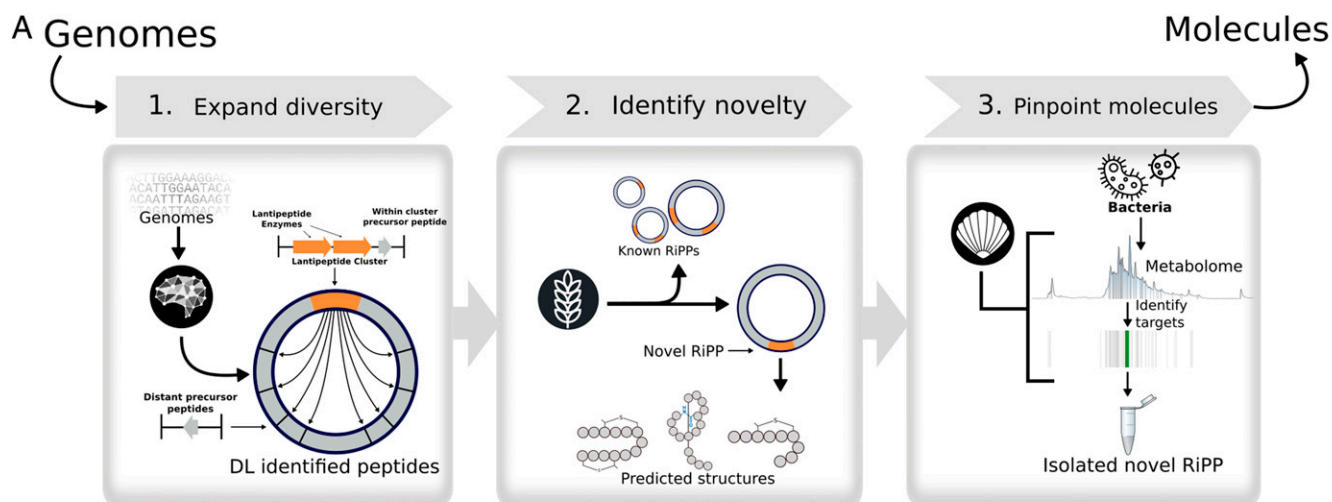 A Genomes
Molecules
1. Expand diversity
2. Identify novelty
3. Pinpoint molecules
ACATTGGAATACA
ACAATTTAGAAGT
Genomes
Lantipeptide
Enzymes
Within cluster
precursor peptide
Lantipeptide Cluster
Distant precursor
peptides
DL identified peptides
Known RiPPs
Novel RiPP
S
S
S
S
Predicted structures
Bacteria
Metabolome
Identify
targets
Isolated novel RiPP